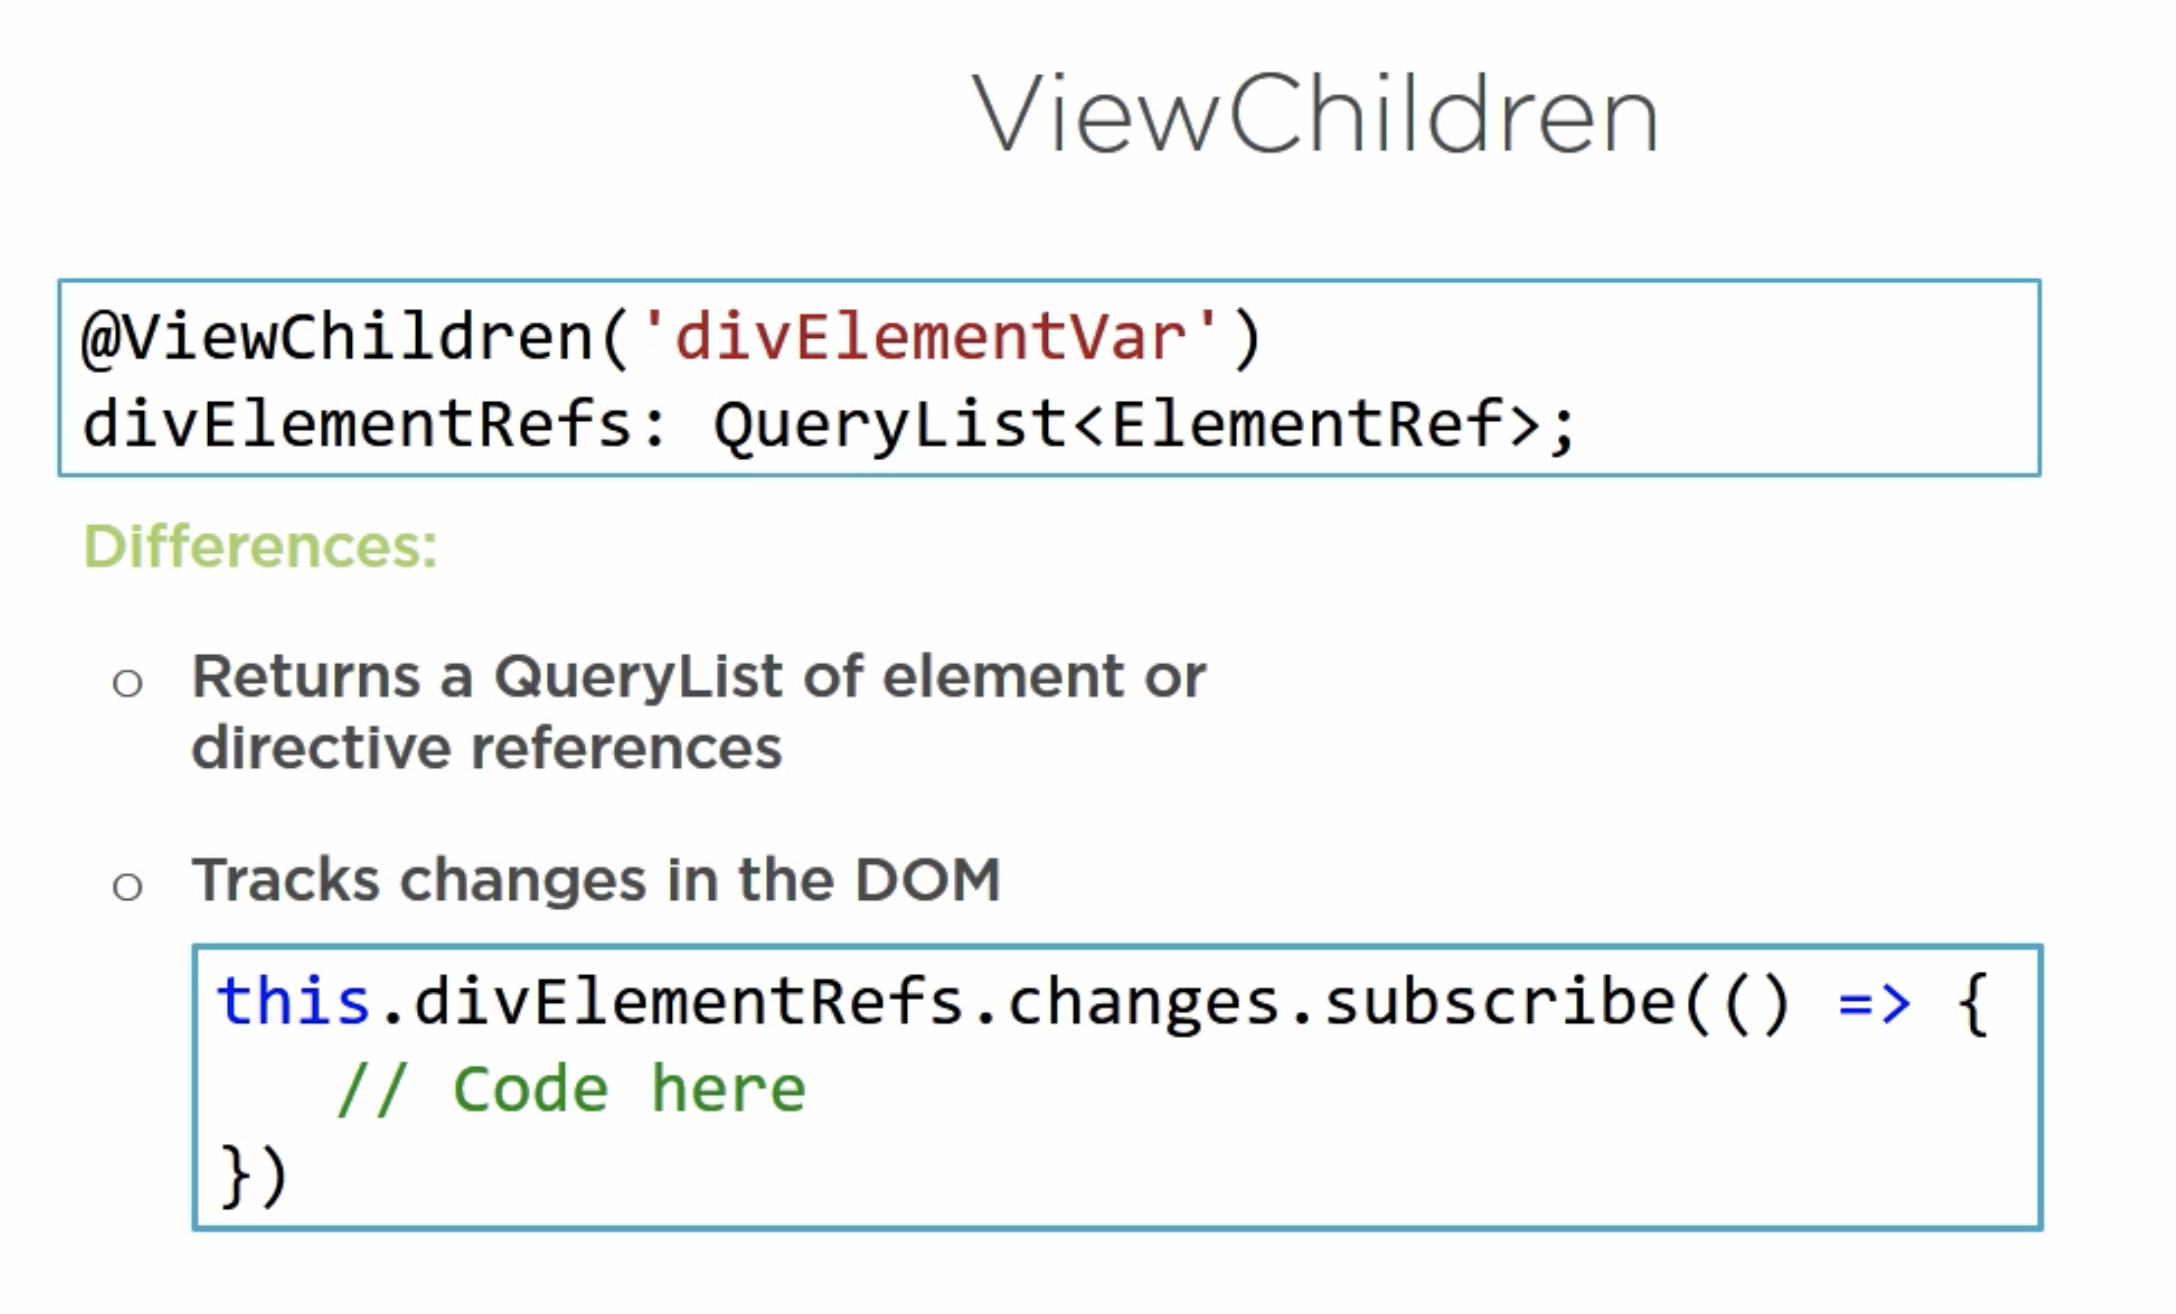 ViewChildren
@ViewChildren('divElementVar')
divElementRefs: QueryList<ElementRef>;
Differences:
○ Returns a QueryList of element or
directive references
○ Tracks changes in the DOM
this.divElementRefs.changes.subscribe(() => {
// Code here
})